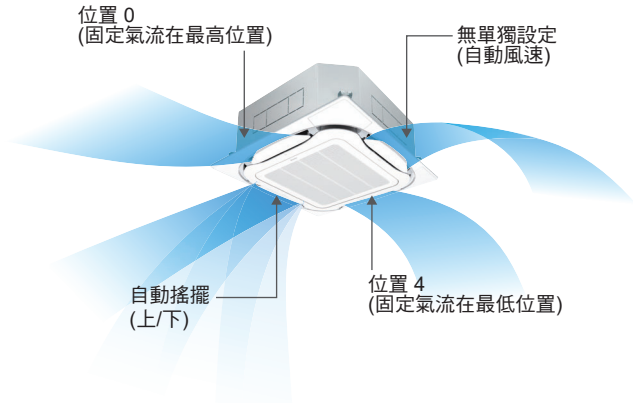 位置 0
(固定氣流在最高位置)
無單獨設定
(自動風速)
自動搖擺
(上/下)
位置 4
(固定氣流在最低位置)